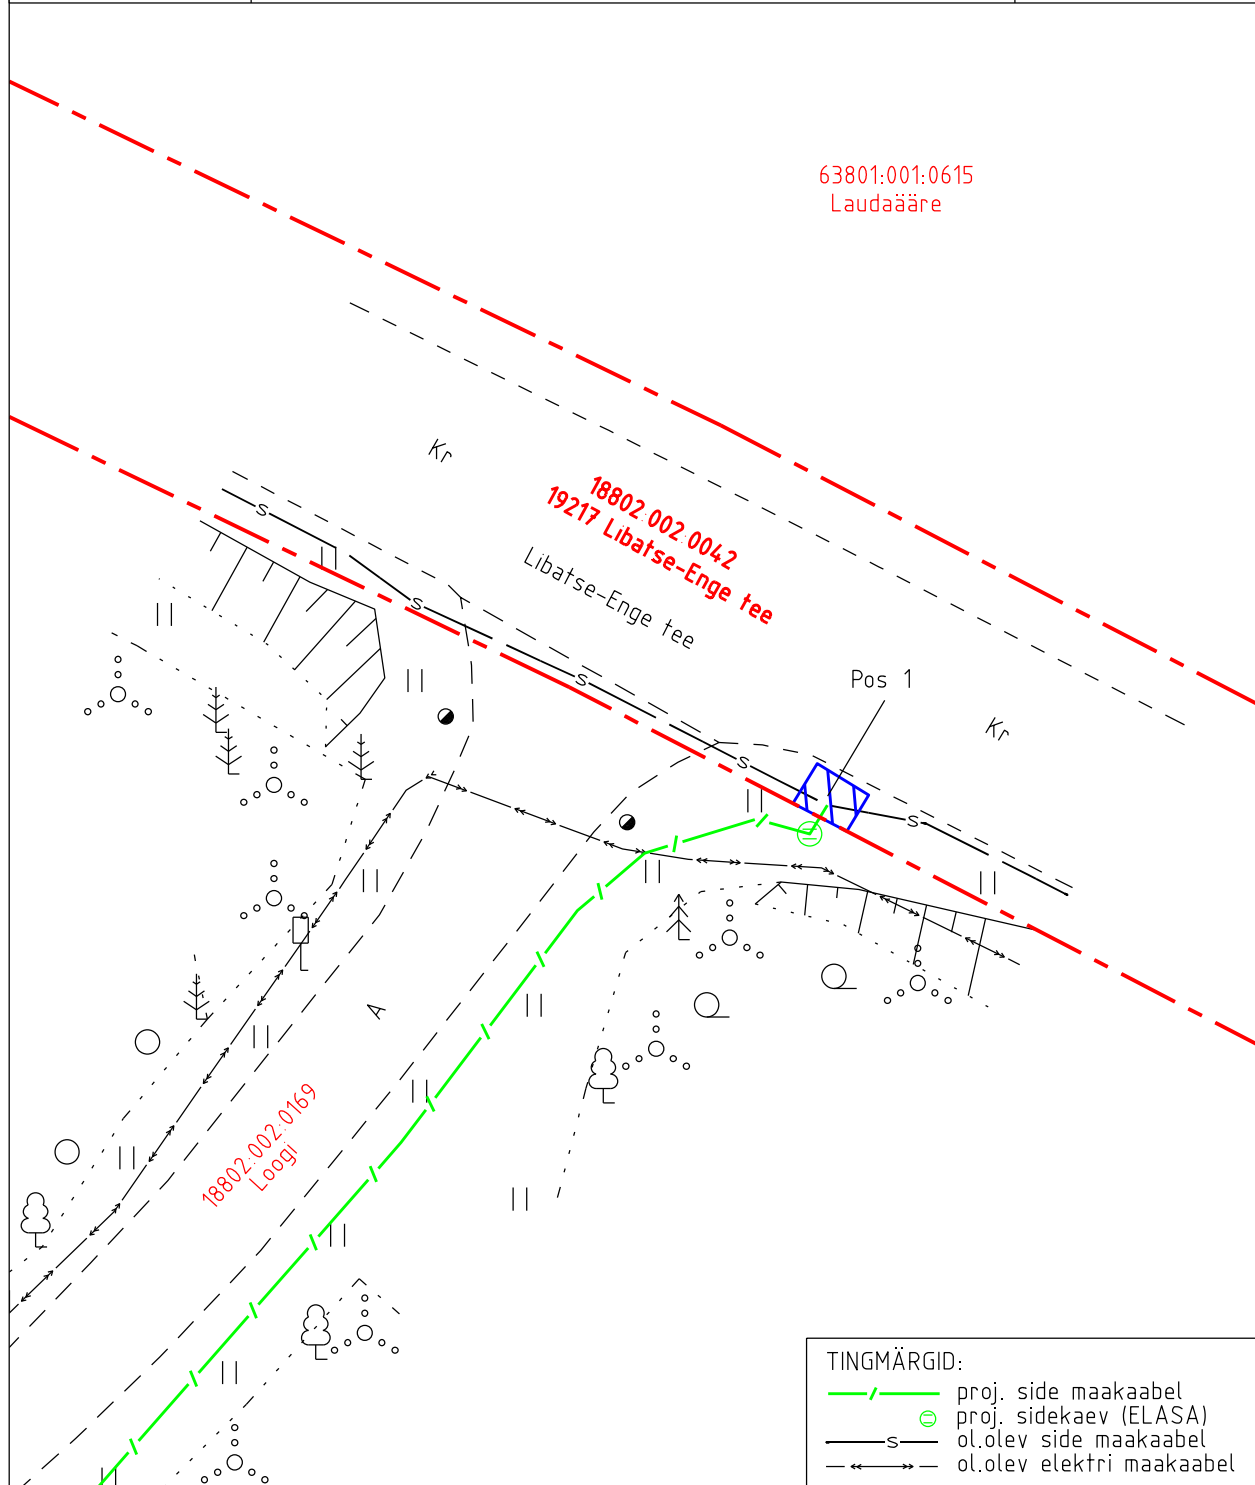 63801:001:0615
Laudaääre
Kr
18802:002:0042
19217 Libatse-Enge tee
Libatse-Enge tee
Pos 1
Kr
S
S
S
S
S
A
18802:002:0169
Loogi
TINGMÄRGID:
proj. side maakaabel
proj. sidekaev (ELASA)
S
ol.olev side maakaabel
ol.olev elektri maakaabel